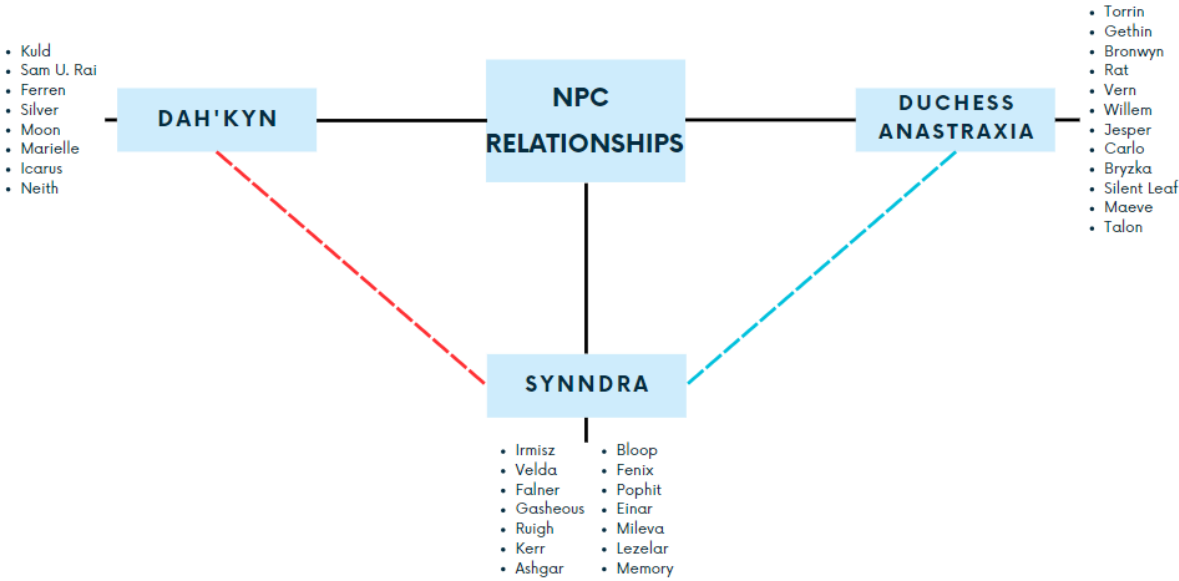 NPC
RELATIONSHIPS
DAH'KYN
• Kuld
• Sam U. Rai
• Ferren
• Silver
• Moon
• Marielle
• Icarus
• Neith
DUCHESS
ANASTRAXIA
• Torrin
• Gethin
• Bronwyn
• Rat
• Vern
• Willem
• Jesper
• Carlo
• Bryzka
• Silent Leaf
• Maeve
• Talon
SYNNDRA
• Irmisz
• Velda
• Falner
• Gasheous
• Ruigh
• Kerr
• Ashgar
• Bloop
• Fenix
• Pophit
• Einar
• Mileva
• Lezelar
• Memory